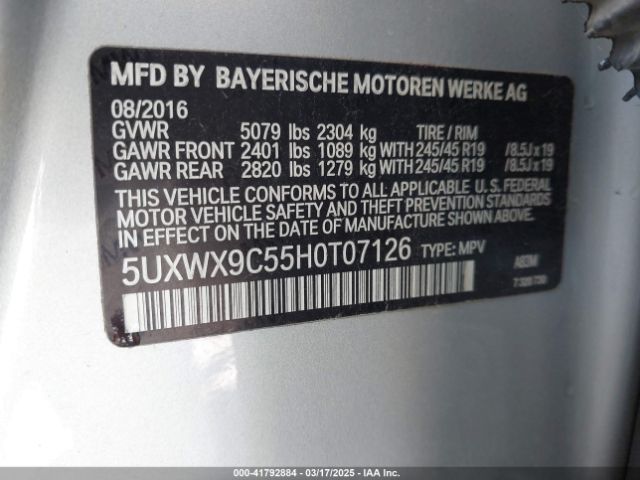 MFD BY BAYERISCHE MOTOREN WERKE AG
08/2016
GVWR 5079 lbs 2304 kg TIRE / RIM
GAWR FRONT 2401 lbs 1089 kg WITH 245/45 R19 /8.5J x 19
GAWR REAR 2820 lbs 1279 kg WITH 245/45 R19 /8.5J x 19
THIS VEHICLE CONFORMS TO ALL APPLICABLE U.S. FEDERAL
MOTOR VEHICLE SAFETY AND THEFT PREVENTION STANDARDS
IN EFFECT ON THE DATE OF MANUFACTURE SHOWN ABOVE.
5UXWX9C55H0T07126 TYPE: MPV
000-41792884 | 03/17/2025 | IAA Inc.